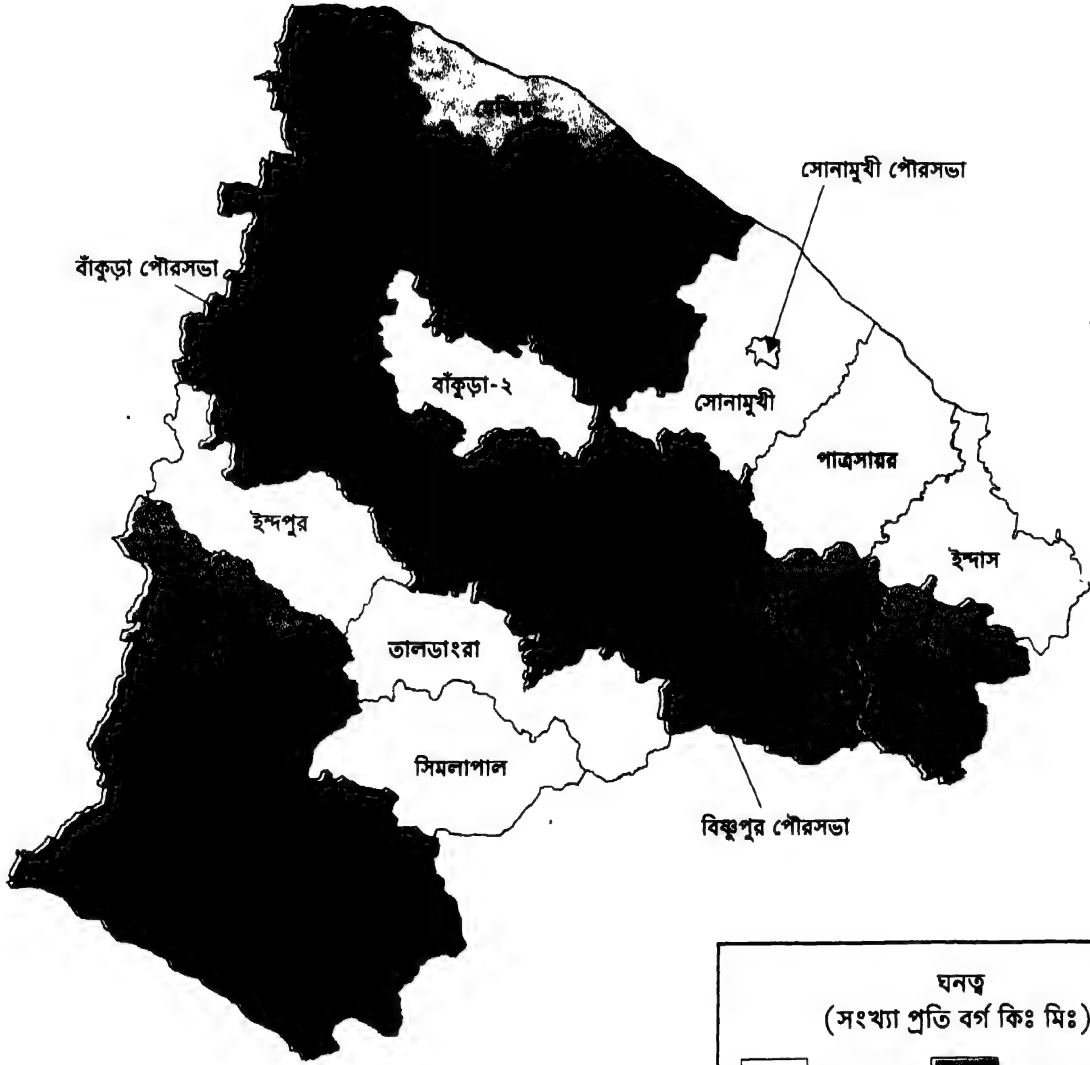 সোনামুখী পৌরসভা
বাঁকুড়া পৌরসভা
বাঁকুড়া-২
সোনামুখী
পাত্রসায়র
ইন্দপুর
ইন্দাস
তালডাংরা
সিমলাপাল
বিষ্ণুপুর পৌরসভা
ঘনত্ব
(সংখ্যা প্রতি বর্গ কিঃ মিঃ)